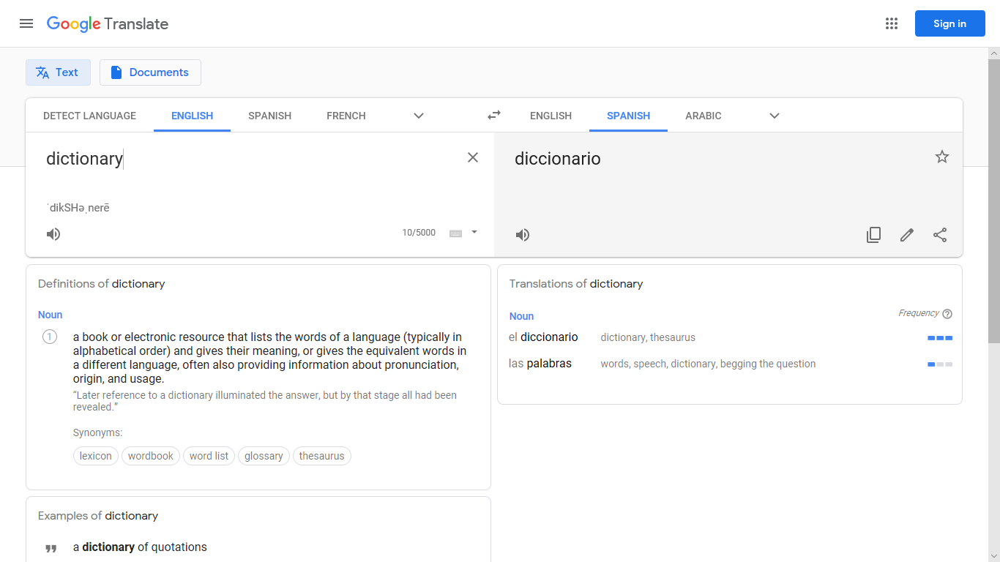 Google Translate
Sign in
Text
Documents
DETECT LANGUAGE
ENGLISH
SPANISH
FRENCH
ENGLISH
SPANISH
ARABIC
dictionary
diccionario
ˈdikSHəˌnerē
10/5000
Definitions of dictionary
Noun
1
a book or electronic resource that lists the words of a language (typically in
alphabetical order) and gives their meaning, or gives the equivalent words in
a different language, often also providing information about pronunciation,
origin, and usage.
“Later reference to a dictionary illuminated the answer, but by that stage all had been
revealed.”
Synonyms:
lexicon
wordbook
word list
glossary
thesaurus
Translations of dictionary
Noun
Frequency
el diccionario
dictionary, thesaurus
las palabras
words, speech, dictionary, begging the question
Examples of dictionary
a dictionary of quotations